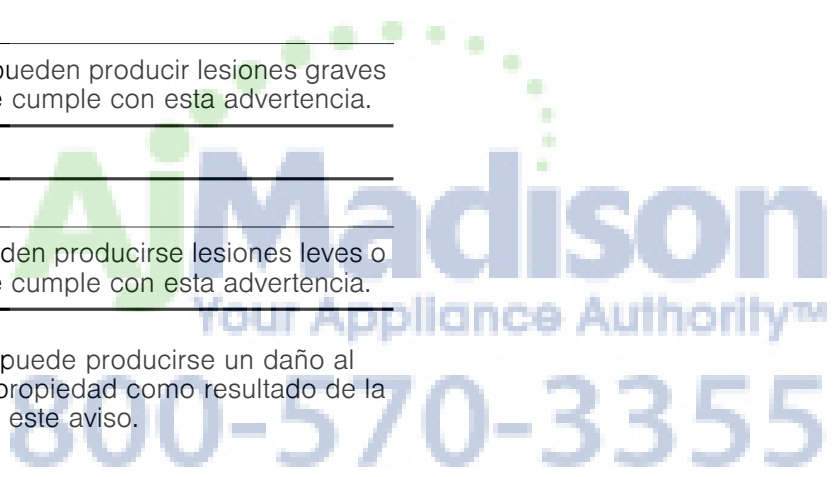 pueden producir lesiones graves
cumple con esta advertencia.
AjMadison
den producirse lesiones leves o
cumple con esta advertencia.
Your Appliance Authority™
puede producirse un daño al
propiedad como resultado de la
este aviso.
800-570-3355